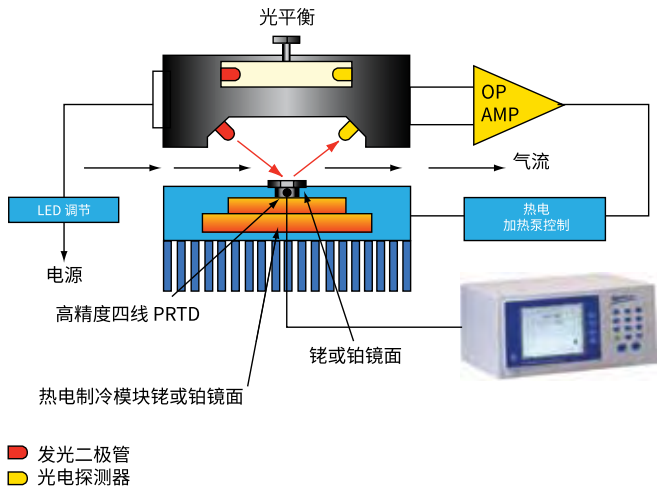 光平衡
OP
AMP
气流
LED 调节
热电
加热泵控制
电源
高精度四线 PRTD
铑或铂镜面
热电制冷模块铑或铂镜面
发光二极管
光电探测器